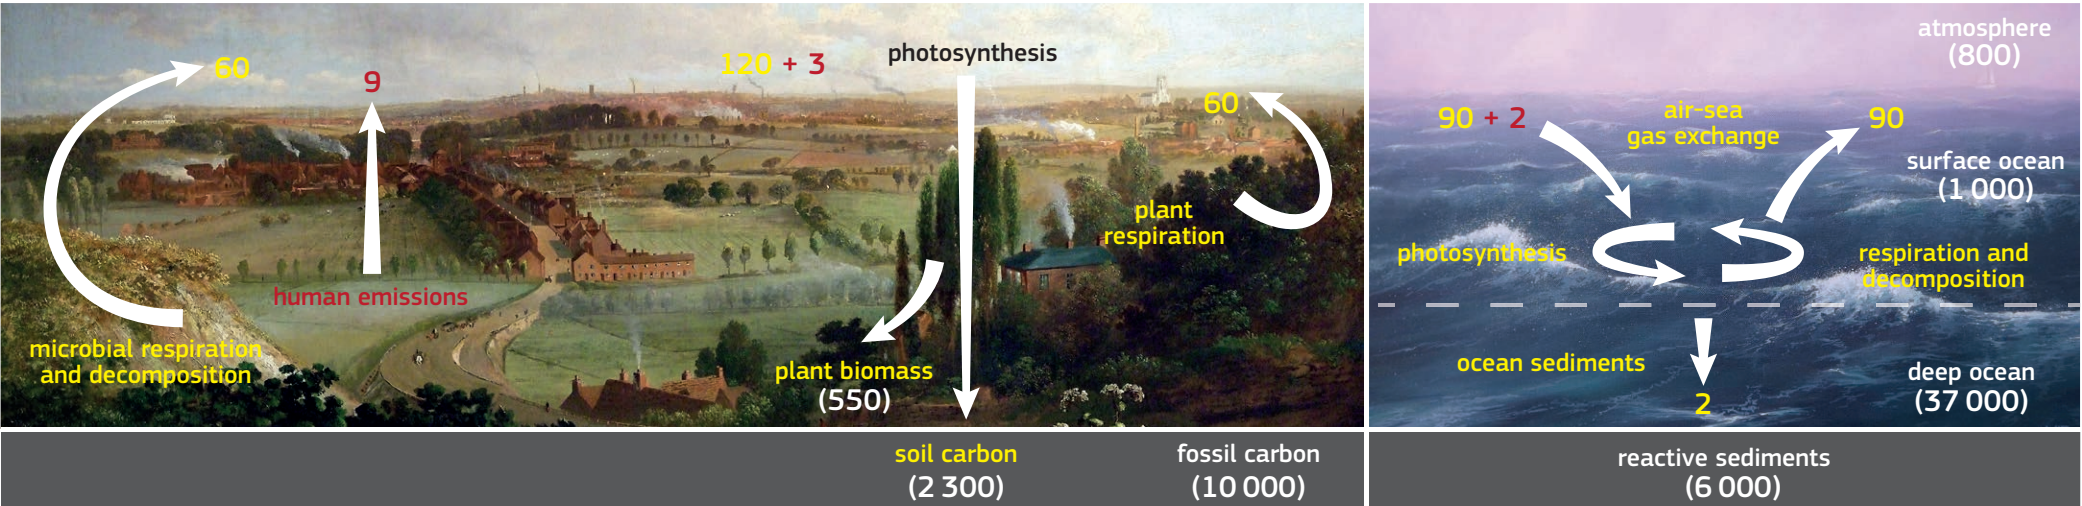 60
9
120 + 3
photosynthesis
60
plant
respiration
human emissions
microbial respiration
and decomposition
plant biomass
(550)
soil carbon
(2 300)
fossil carbon
(10 000)
atmosphere
(800)
90 + 2
air-sea
gas exchange
90
surface ocean
(1 000)
photosynthesis
respiration and
decomposition
ocean sediments
2
deep ocean
(37 000)
reactive sediments
(6 000)